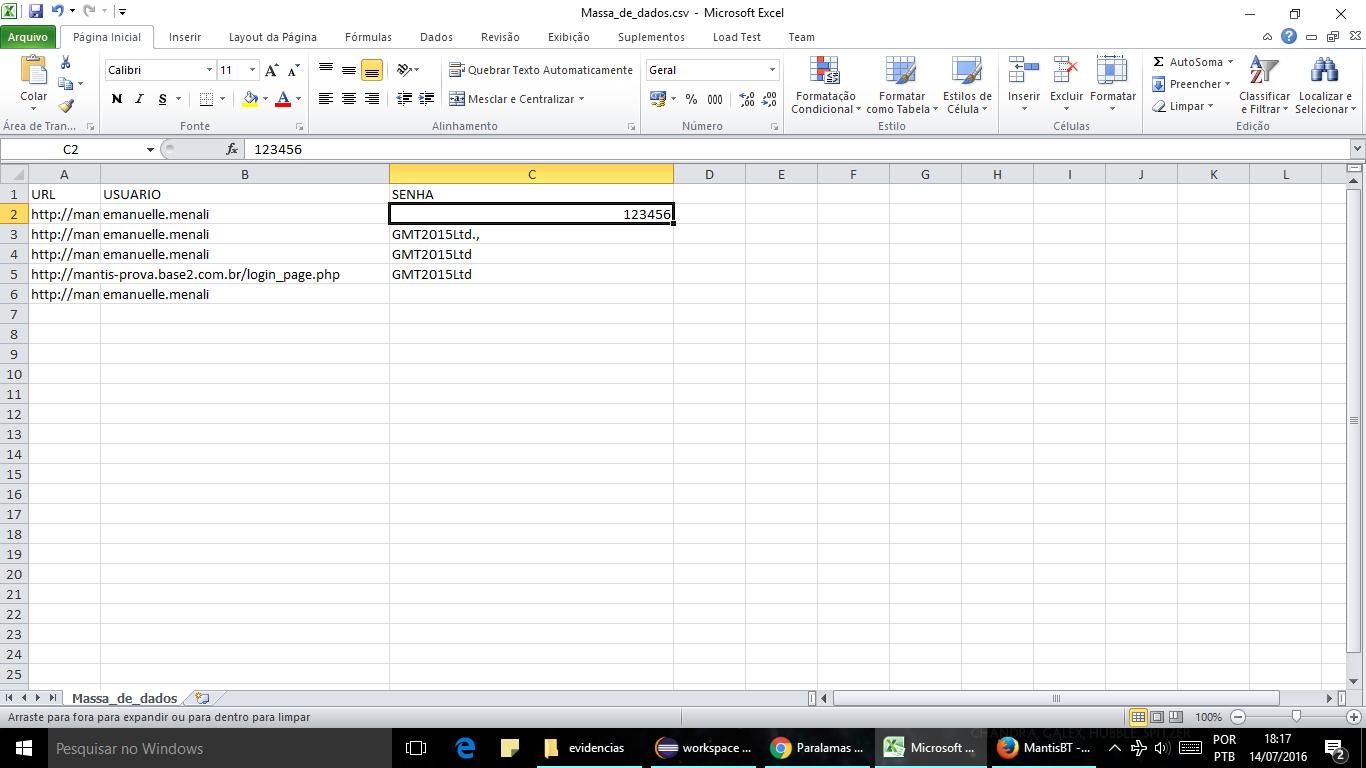 Massa_de_dados.csv - Microsoft Excel
Arquivo Página Inicial Inserir Layout da Página Fórmulas Dados Revisão Exibição Suplementos Load Test Team
Colar
Área de Tran...
Calibri 11
N I S
Fonte
Quebrar Texto Automaticamente
Mesclar e Centralizar
Alinhamento
Geral
% 000
Número
Formatação Condicional
Formatar como Tabela
Estilos de Célula
Estilo
Inserir Excluir Formatar
Células
Σ AutoSoma
Preencher
Limpar
Classificar e Filtrar
Localizar e Selecionar
Edição
C2 fx 123456
A B C D E F G H I J K L
1 URL USUARIO SENHA
2 http://man emanuelle.menali 123456
3 http://man emanuelle.menali GMT2015Ltd.,
4 http://man emanuelle.menali GMT2015Ltd
5 http://mantis-prova.base2.com.br/login_page.php GMT2015Ltd
6 http://man emanuelle.menali
7
8
9
10
11
12
13
14
15
16
17
18
19
20
21
22
23
24
25
Massa_de_dados
Arraste para fora para expandir ou para dentro para limpar 100%
CHANDRA, GALEX, HUBBLE, SPITZER
Pesquisar no Windows evidencias workspace ... Paralamas ... Microsoft ... MantisBT -... POR 18:17
PTB 14/07/2016 2